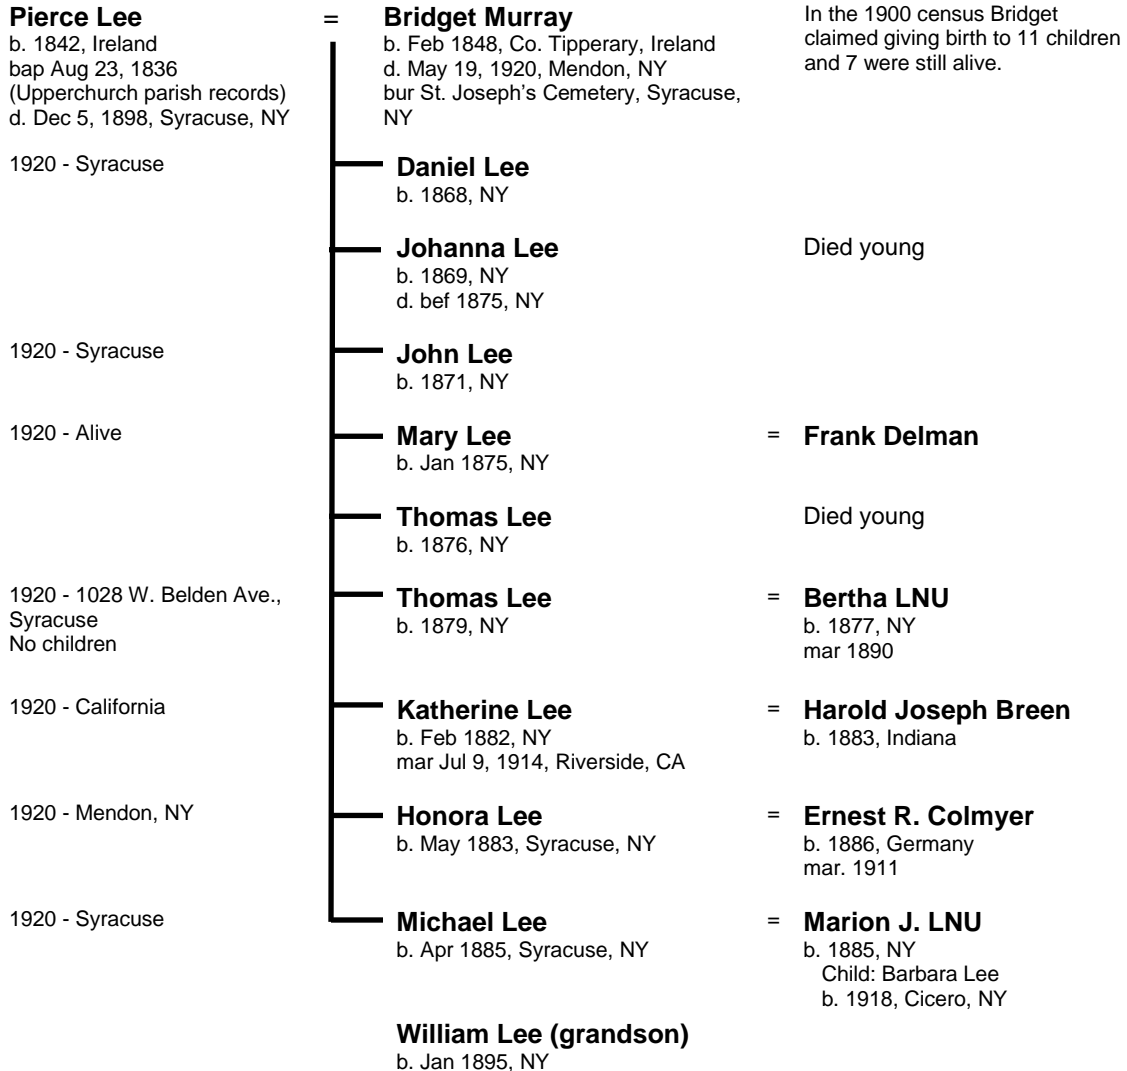 Pierce Lee
b. 1842, Ireland
bap Aug 23, 1836
(Upperchurch parish records)
d. Dec 5, 1898, Syracuse, NY
=
Bridget Murray
b. Feb 1848, Co. Tipperary, Ireland
d. May 19, 1920, Mendon, NY
bur St. Joseph's Cemetery, Syracuse,
NY
In the 1900 census Bridget
claimed giving birth to 11 children
and 7 were still alive.
1920 - Syracuse
Daniel Lee
b. 1868, NY
Johanna Lee
b. 1869, NY
d. bef 1875, NY
Died young
1920 - Syracuse
John Lee
b. 1871, NY
1920 - Alive
Mary Lee
b. Jan 1875, NY
=
Frank Delman
Thomas Lee
b. 1876, NY
Died young
1920 - 1028 W. Belden Ave.,
Syracuse
No children
Thomas Lee
b. 1879, NY
=
Bertha LNU
b. 1877, NY
mar 1890
1920 - California
Katherine Lee
b. Feb 1882, NY
mar Jul 9, 1914, Riverside, CA
=
Harold Joseph Breen
b. 1883, Indiana
1920 - Mendon, NY
Honora Lee
b. May 1883, Syracuse, NY
=
Ernest R. Colmyer
b. 1886, Germany
mar. 1911
1920 - Syracuse
Michael Lee
b. Apr 1885, Syracuse, NY
=
Marion J. LNU
b. 1885, NY
Child: Barbara Lee
b. 1918, Cicero, NY
William Lee (grandson)
b. Jan 1895, NY